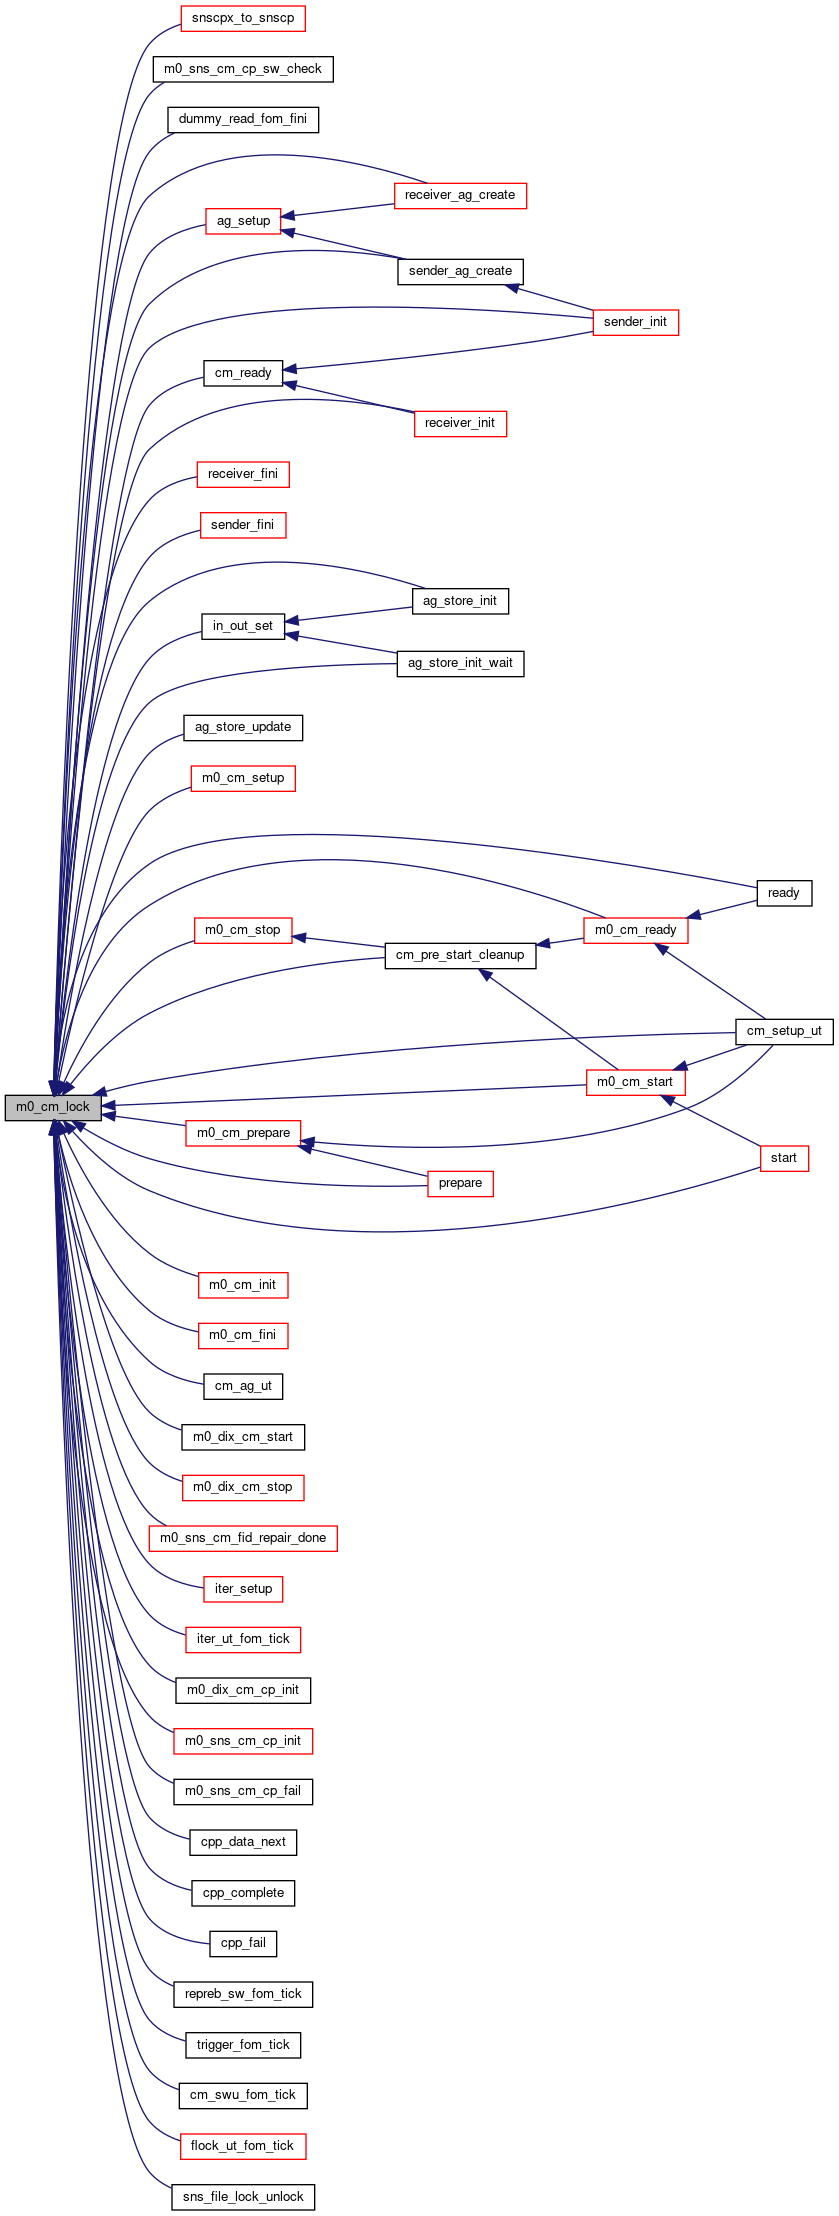 snscpx_to_snscp
m0_sns_cm_cp_sw_check
dummy_read_fom_fini
receiver_ag_create
ag_setup
sender_ag_create
sender_init
cm_ready
receiver_init
receiver_fini
sender_fini
ag_store_init
in_out_set
ag_store_init_wait
ag_store_update
m0_cm_setup
ready
m0_cm_stop
m0_cm_ready
cm_pre_start_cleanup
cm_setup_ut
m0_cm_start
m0_cm_lock
m0_cm_prepare
start
prepare
m0_cm_init
m0_cm_fini
cm_ag_ut
m0_dix_cm_start
m0_dix_cm_stop
m0_sns_cm_fid_repair_done
iter_setup
iter_ut_fom_tick
m0_dix_cm_cp_init
m0_sns_cm_cp_init
m0_sns_cm_cp_fail
cpp_data_next
cpp_complete
cpp_fail
repreb_sw_fom_tick
trigger_fom_tick
cm_swu_fom_tick
flock_ut_fom_tick
sns_file_lock_unlock